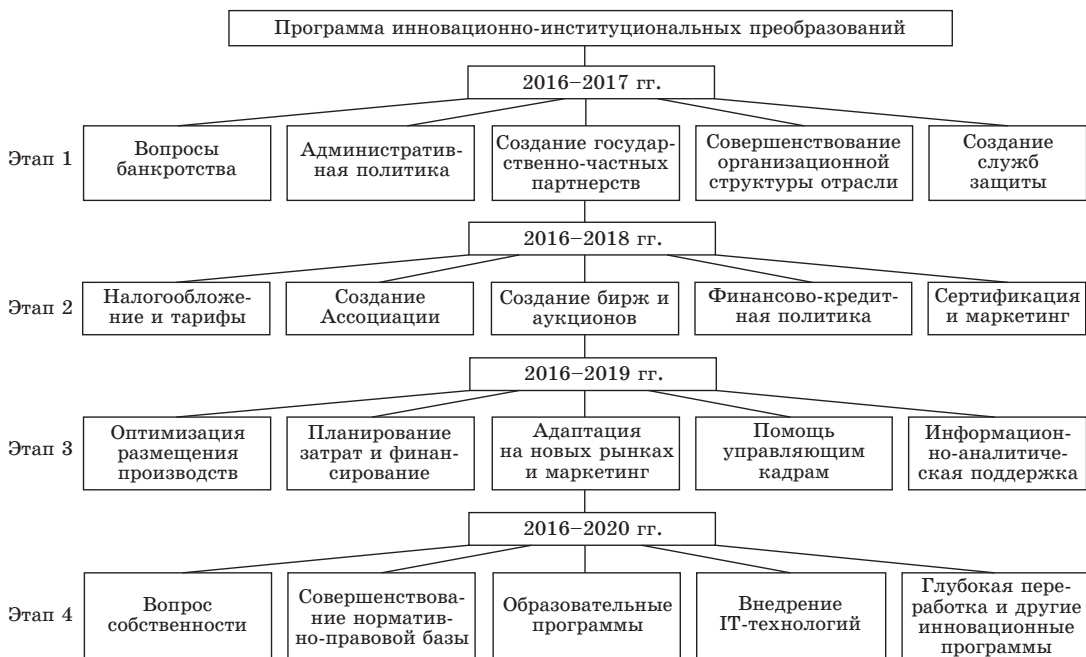 Программа инновационно-институциональных преобразований
2016–2017 гг.
Этап 1
Вопросы
банкротства
Административ-
ная политика
Создание государ-
ственно-частных
партнерств
Совершенствование
организационной
структуры отрасли
Создание
служб
защиты
2016–2018 гг.
Этап 2
Налогообложе-
ние и тарифы
Создание
Ассоциации
Создание бирж и
аукционов
Финансово-кредит-
ная политика
Сертификация
и маркетинг
2016–2019 гг.
Этап 3
Оптимизация
размещения
производств
Планирование
затрат и финан-
сирование
Адаптация
на новых рынках
и маркетинг
Помощь
управляющим
кадрам
Информацион-
но-аналитиче-
ская поддержка
2016–2020 гг.
Этап 4
Вопрос
собственности
Совершенствова-
ние норматив-
но-правовой базы
Образовательные
программы
Внедрение
IT-технологий
Глубокая пере-
работка и другие
инновационные
программы